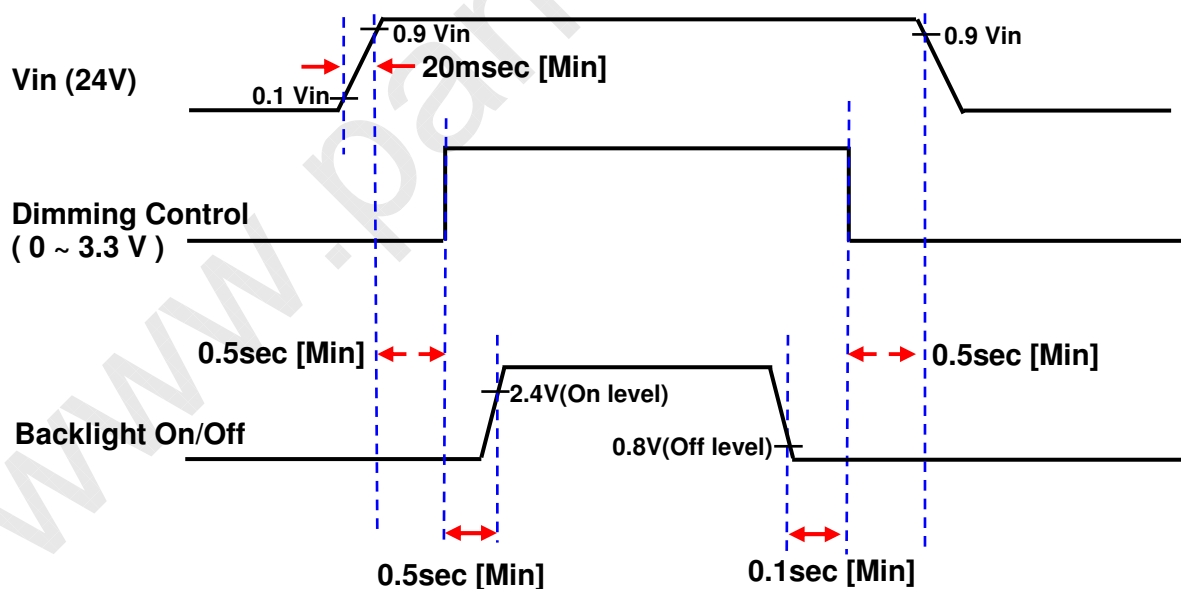 0.9 Vin
0.9 Vin
Vin (24V)
20msec [Min]
0.1 Vin
Dimming Control
( 0 ~ 3.3 V )
0.5sec [Min]
0.5sec [Min]
2.4V(On level)
Backlight On/Off
0.8V(Off level)
0.5sec [Min]
0.1sec [Min]
www.pan